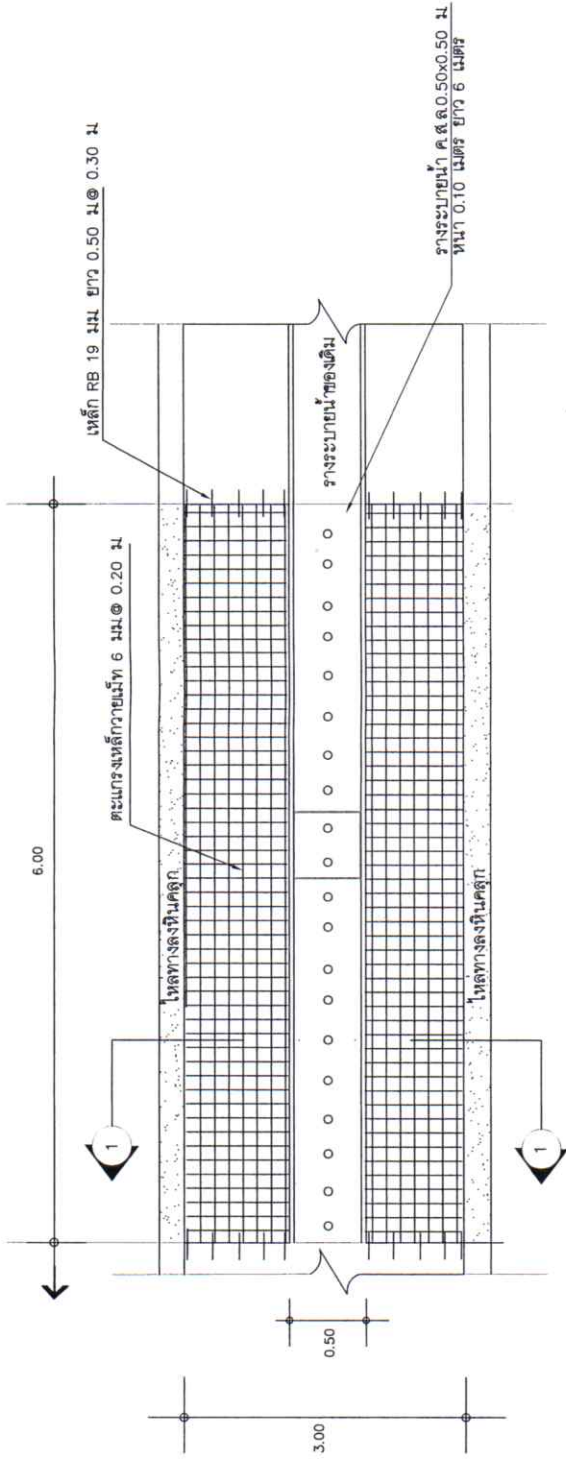 6.00
เหล็ก RB 19 มม. ยาว 0.50 ม.@ 0.30 ม.
ตะแกรงเหล็กวายเม็ท 6 มม.@ 0.20 ม.
ไหล่ทางลงหินคลุก
1
รางระบายน้ำของเดิม
รางระบายน้ำ ค.ส.ล.0.50x0.50 ม.
หนา 0.10 เมตร ยาว 6 เมตร
ไหล่ทางลงหินคลุก
1
0.50
3.00